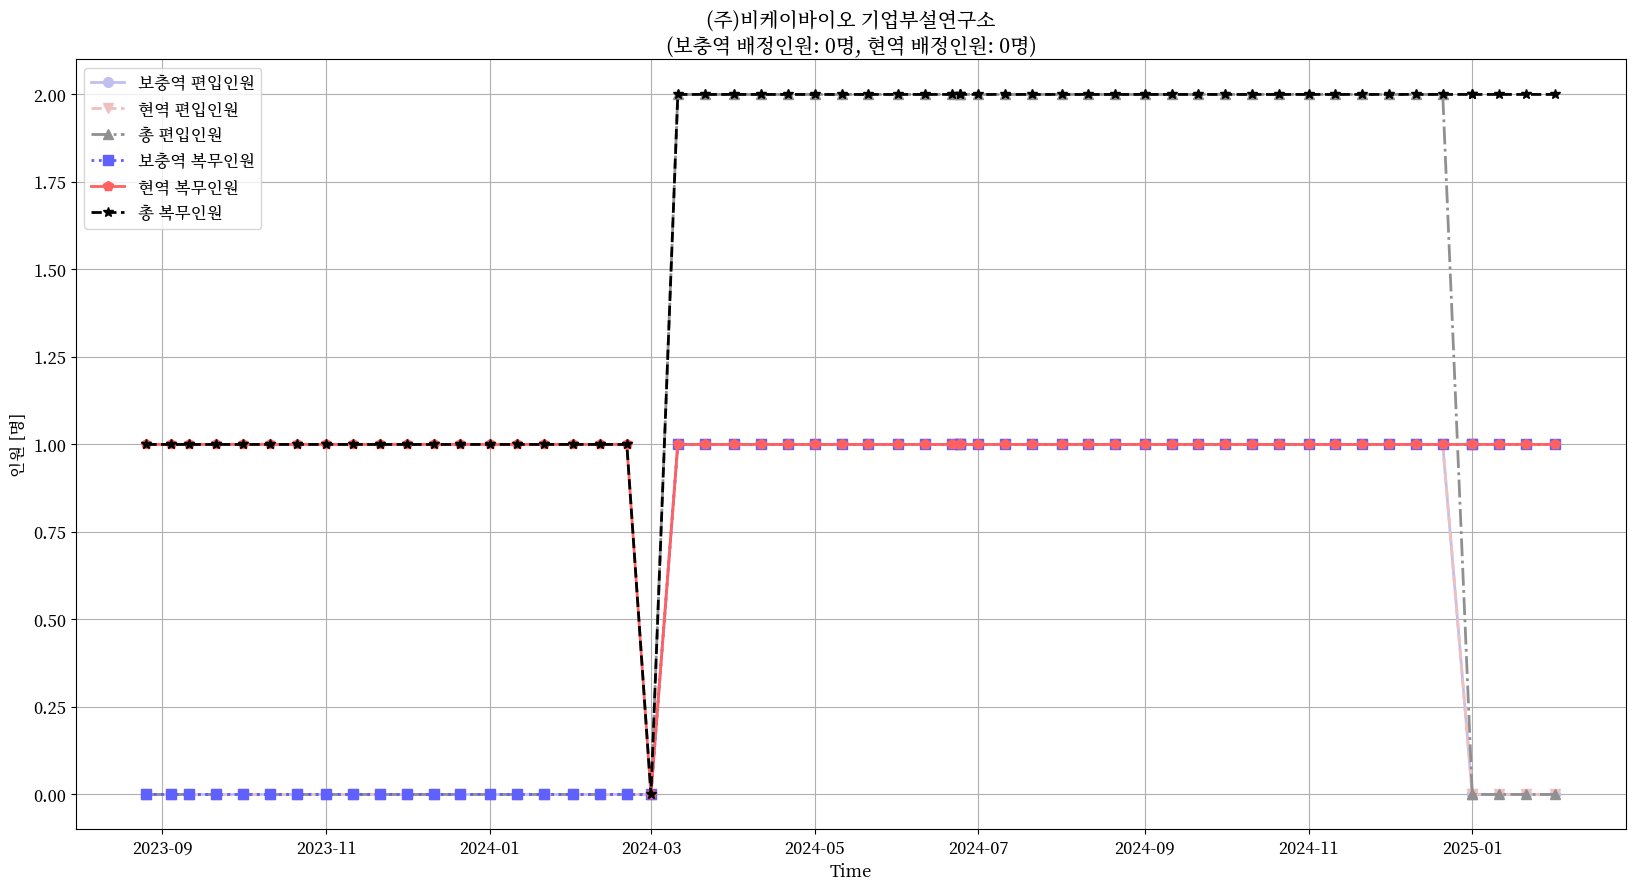 (주)비케이바이오 기업부설연구소
(보충역 배정인원: 0명, 현역 배정인원: 0명)
보충역 편입인원
현역 편입인원
총 편입인원
보충역 복무인원
현역 복무인원
총 복무인원
인원 [명]
2.00
1.75
1.50
1.25
1.00
0.75
0.50
0.25
0.00
2023-09 2023-11 2024-01 2024-03 2024-05 2024-07 2024-09 2024-11 2025-01
Time